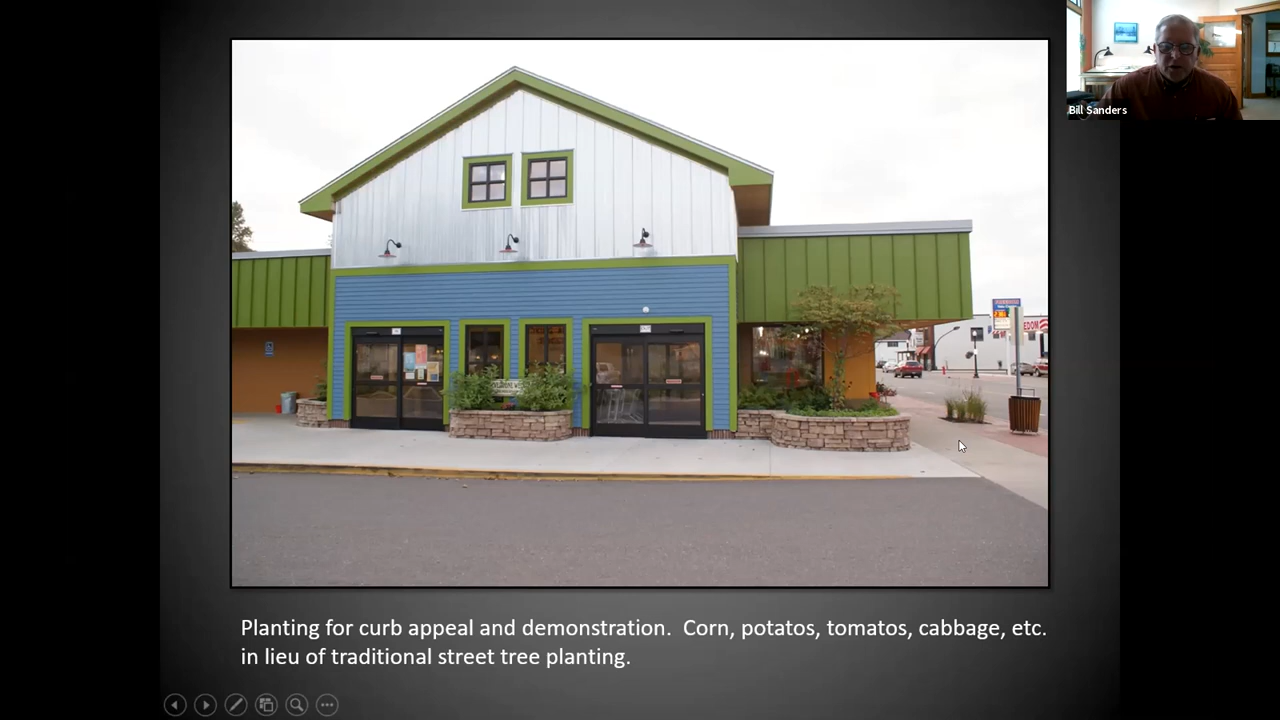 Bill Sanders
Planting for curb appeal and demonstration.  Corn, potatos, tomatos, cabbage, etc.
in lieu of traditional street tree planting.